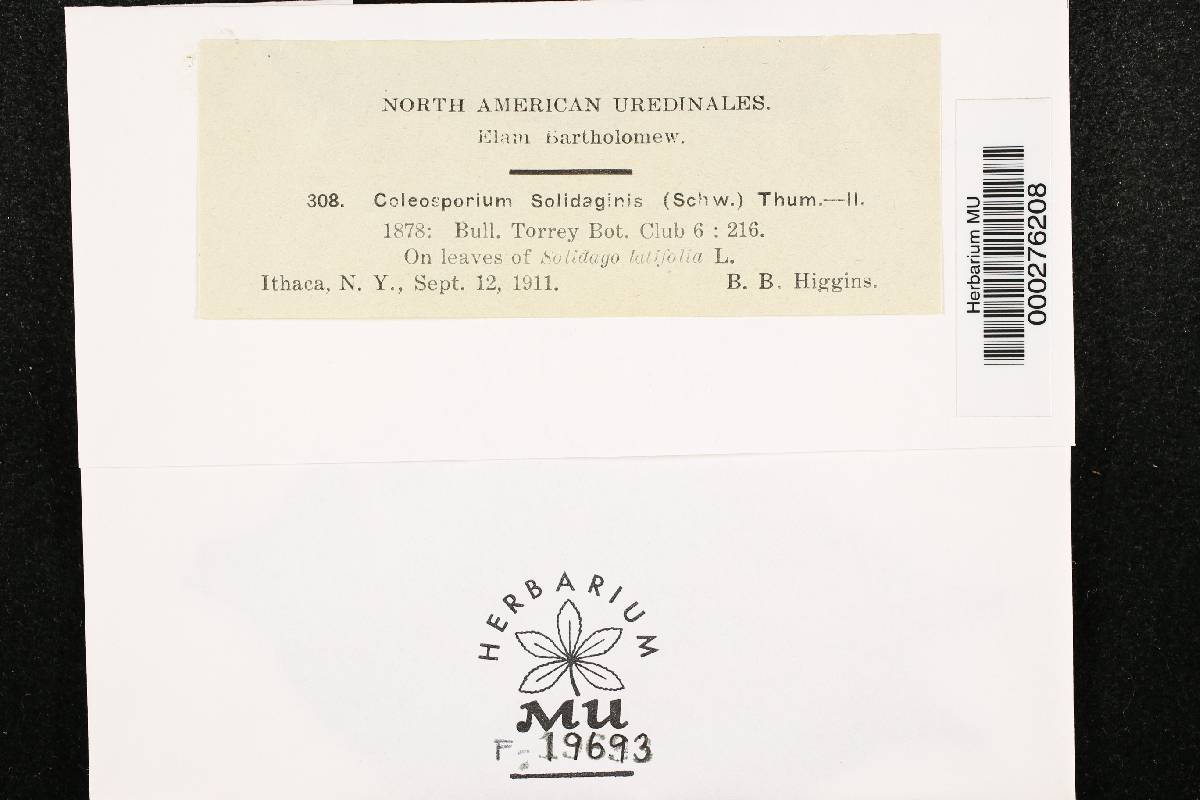 NORTH AMERICAN UREDINALES.
Elam Bartholomew.
308. Coleosporium Solidaginis (Schw.) Thum.—II.
1878: Bull. Torrey Bot. Club 6 : 216.
On leaves of Solidago latifolia L.
Ithaca, N. Y., Sept. 12, 1911. B. B. Higgins.
Herbarium MU
000276208
HERBARIUM
MU
F- 19693